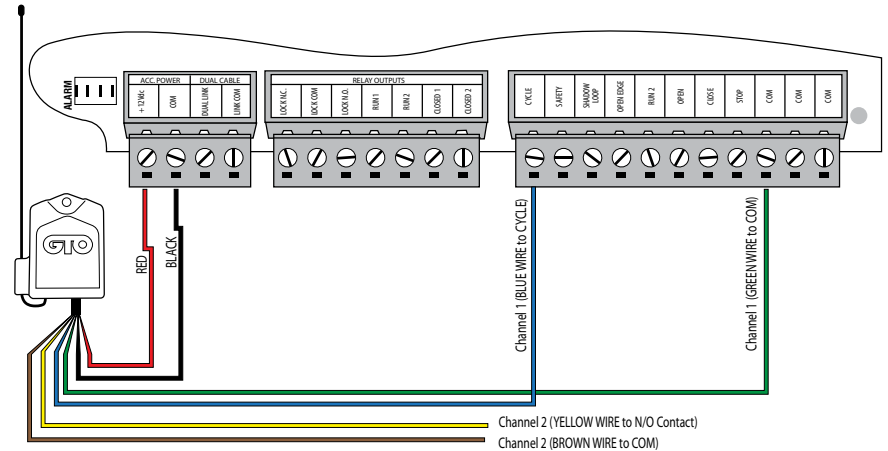 ALARM
ACC. POWER
DUAL CABLE
+ 12 Vdc
COM
DUAL LINK
LINK COM
RELAY OUTPUTS
LOCK N.C.
LOCK COM
LOCK N.O.
RUN 1
RUN 2
CLOSED 1
CLOSED 2
CYCLE
SAFETY
SHADOW
LOOP
OPEN EDGE
RUN 2
OPEN
CLOSE
STOP
COM
COM
COM
GTO
RED
BLACK
Channel 1 (BLUE WIRE to CYCLE)
Channel 1 (GREEN WIRE to COM)
Channel 2 (YELLOW WIRE to N/O Contact)
Channel 2 (BROWN WIRE to COM)